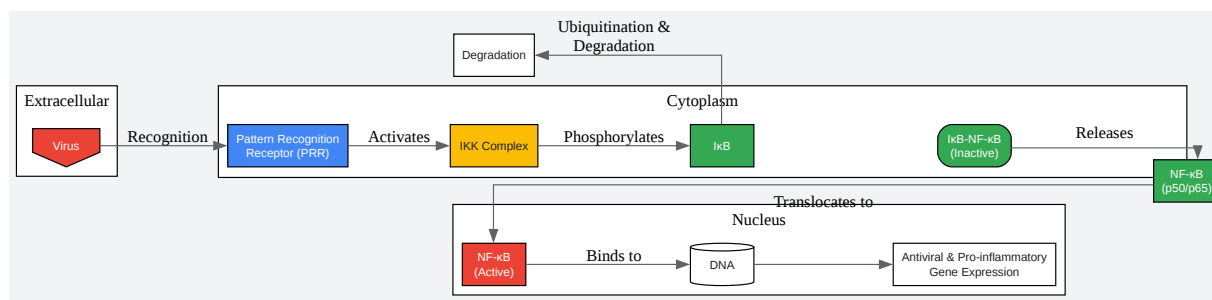 Ubiquitination &
Degradation
Degradation
Extracellular
Cytoplasm
Virus
Recognition
Pattern Recognition
Receptor (PRR)
Activates
IKK Complex
Phosphorylates
IκB
IκB-NF-κB
(Inactive)
Releases
NF-κB
(p50/p65)
Translocates to
Nucleus
NF-κB
(Active)
Binds to
DNA
Antiviral & Pro-inflammatory
Gene Expression